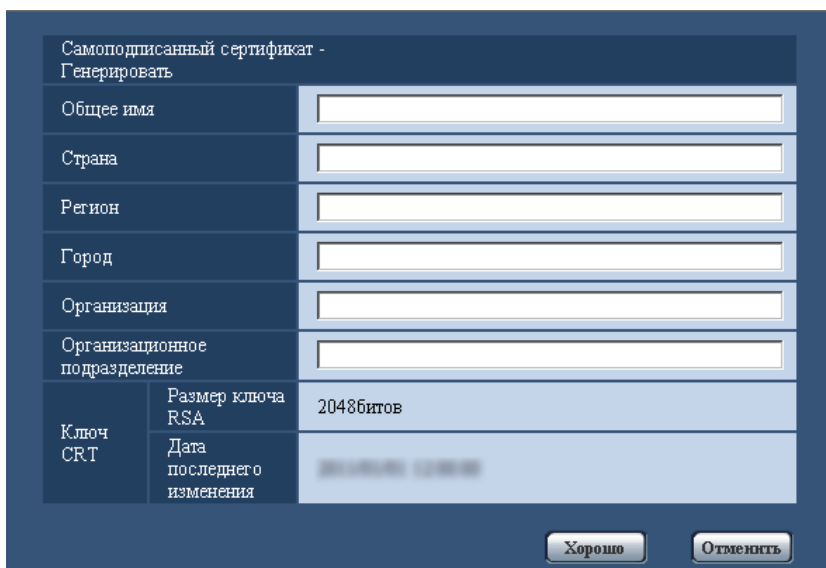 Самоподписанный сертификат -
Генерировать
Общее имя
Страна
Регион
Город
Организация
Организационное
подразделение
Ключ
CRT
Размер ключа
RSA
2048битов
Дата
последнего
изменения
Хорошо
Отменить